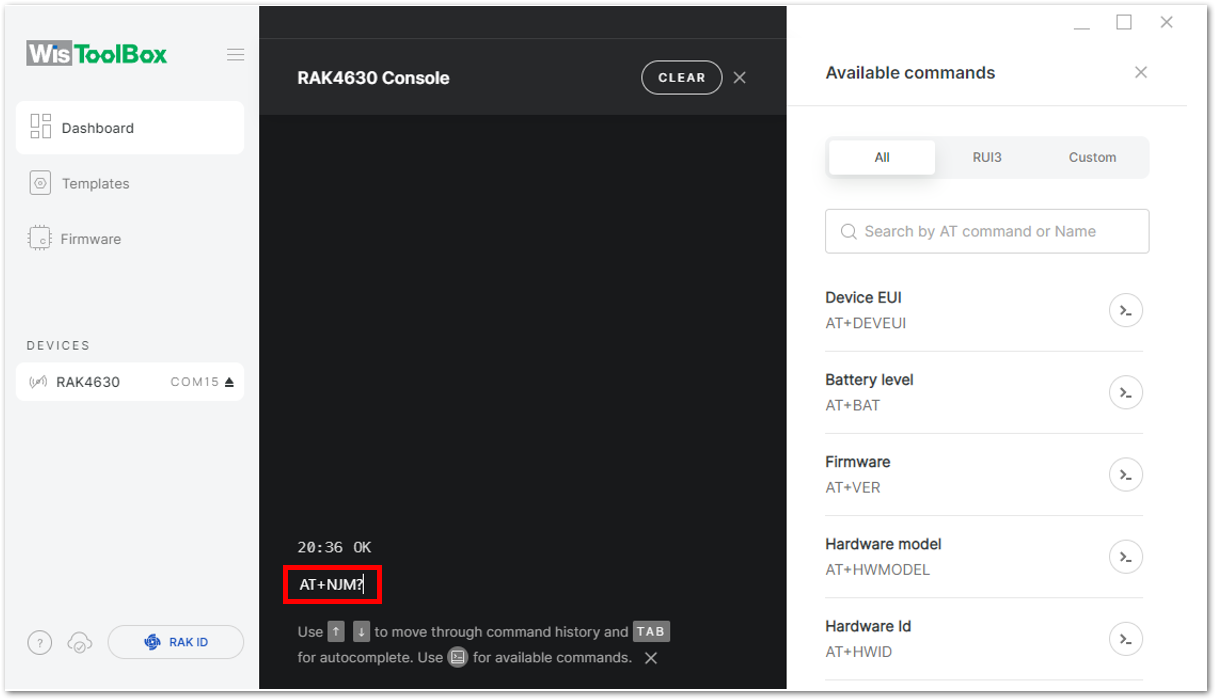 WisToolBox
Dashboard
Templates
Firmware
DEVICES
RAK4630 COM15
? RAK ID
RAK4630 Console CLEAR
20:36 OK
AT+NJM?
Use ↑ ↓ to move through command history and TAB
for autocomplete. Use for available commands.
Available commands
All RUI3 Custom
Search by AT command or Name
Device EUI
AT+DEVEUI
Battery level
AT+BAT
Firmware
AT+VER
Hardware model
AT+HWMODEL
Hardware Id
AT+HWID